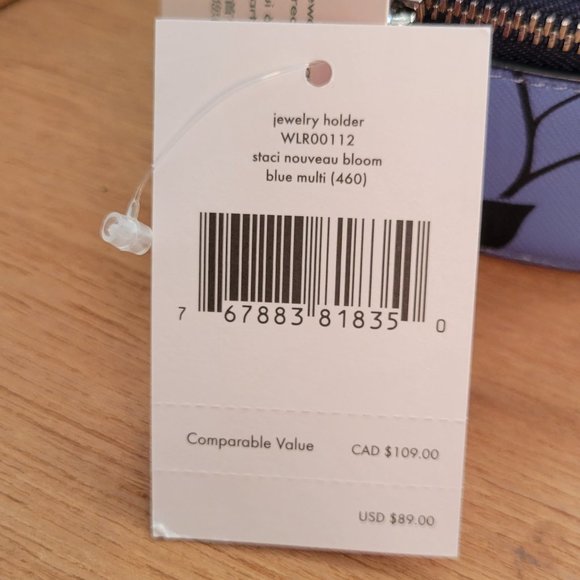 jewelry holder
WLR00112
staci nouveau bloom
blue multi (460)
7 67883 81835 0
Comparable Value CAD $109.00
USD $89.00